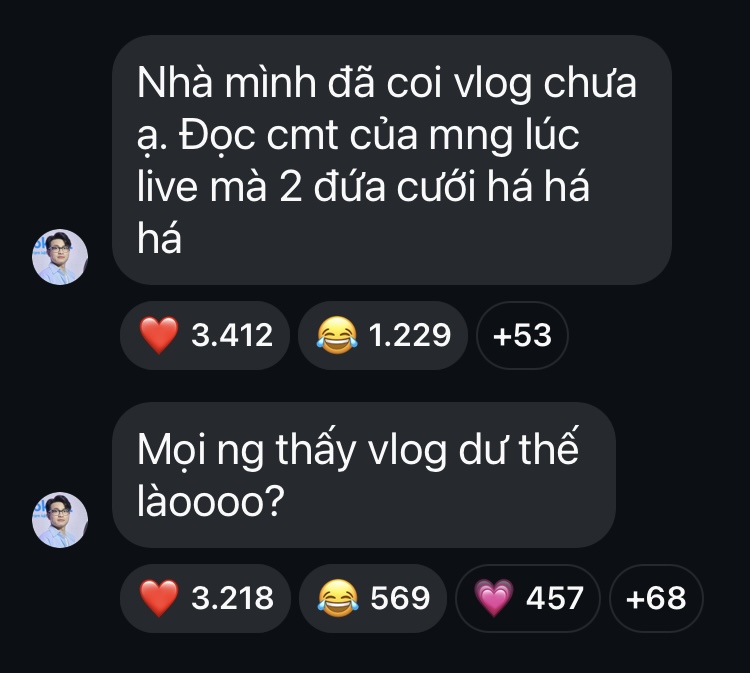 Nhà mình đã coi vlog chưa
ạ. Đọc cmt của mng lúc
live mà 2 đứa cưới há há
há
❤️ 3.412 😂 1.229 +53
Mọi ng thấy vlog dư thế
làoooo?
❤️ 3.218 😂 569 💗 457 +68